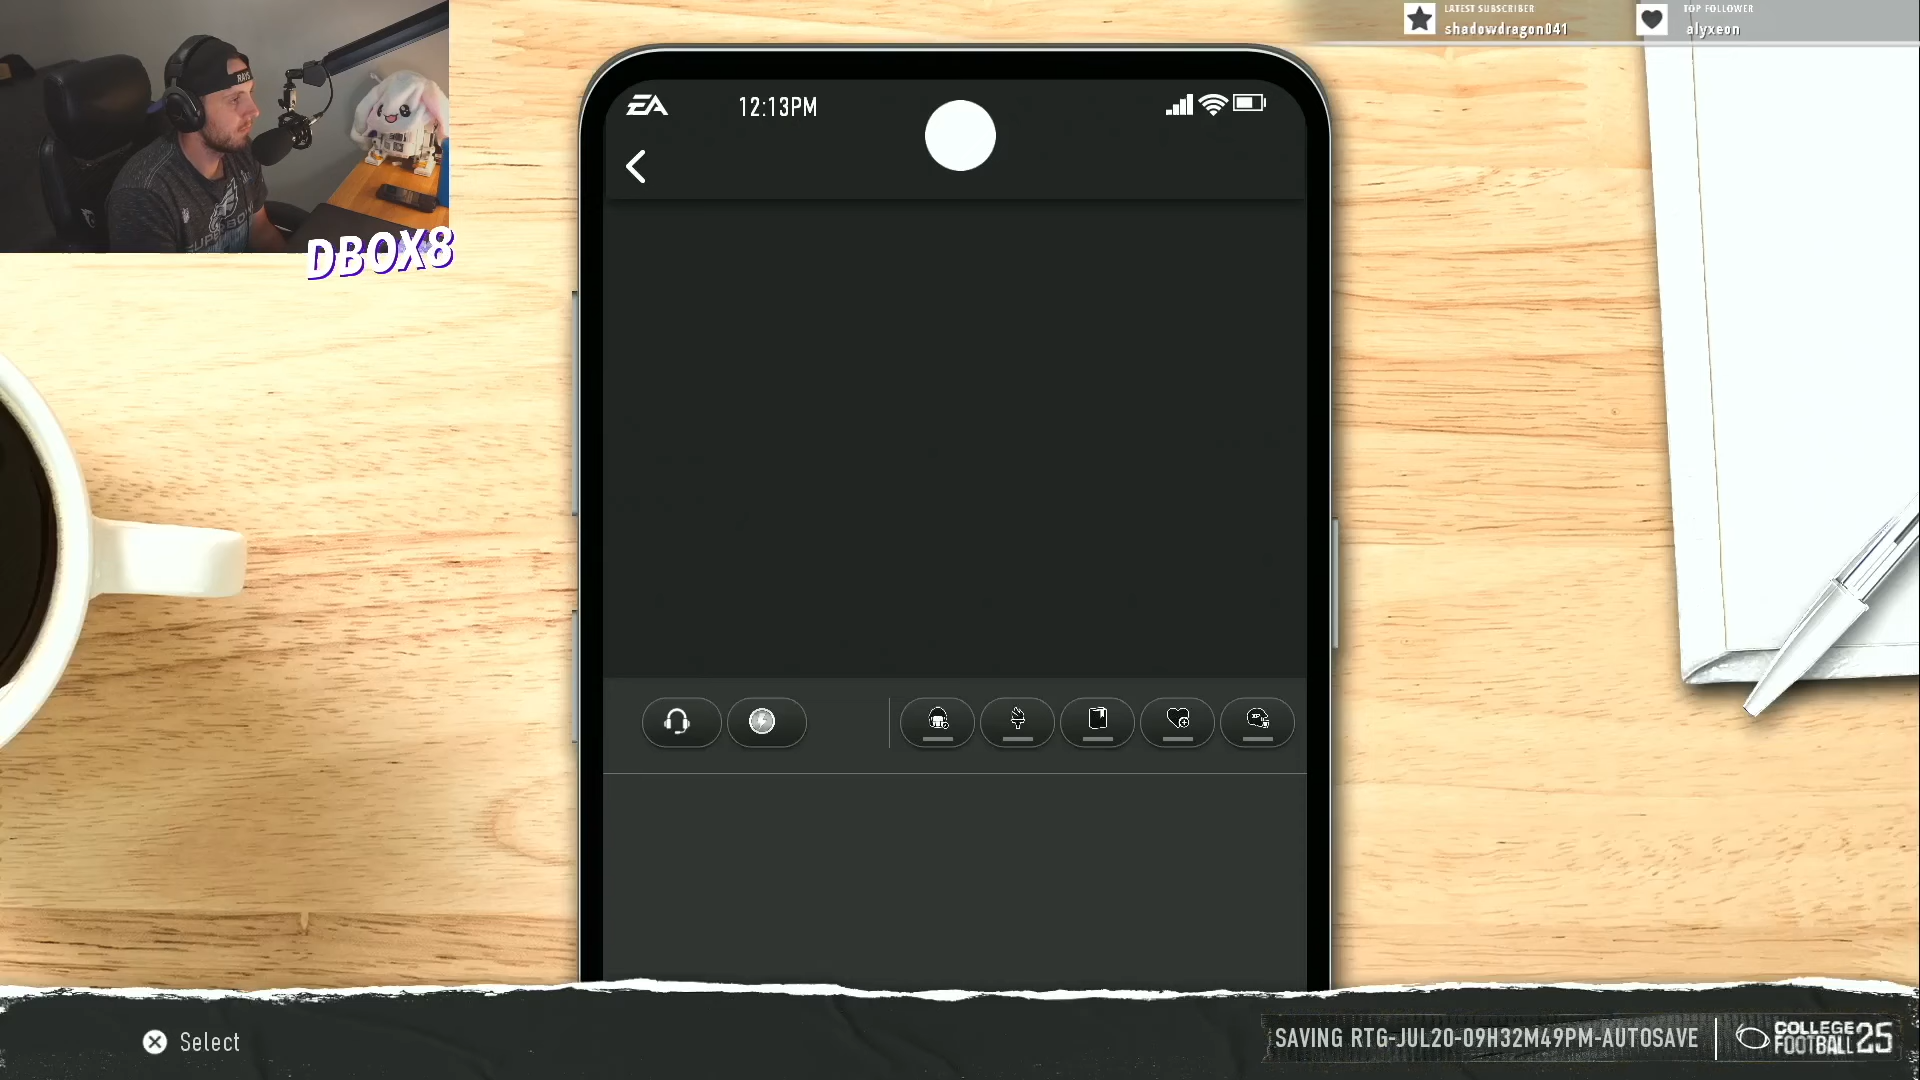 LATEST SUBSCRIBER
shadowdragon041
TOP FOLLOWER
alyxeon
RAYS
DBOX8
EA
12:13PM
Select
SAVING RTG-JUL20-09H32M49PM-AUTOSAVE
COLLEGE
FOOTBALL 25